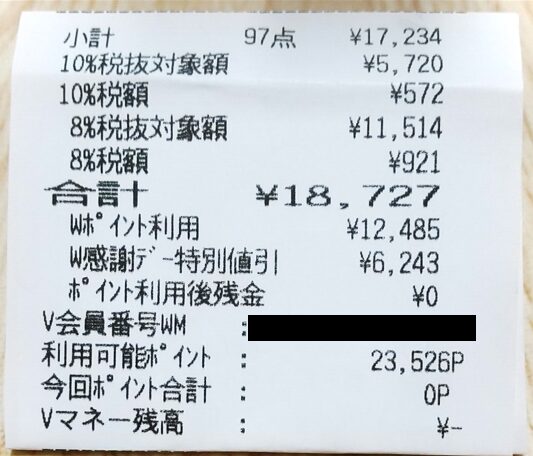 小計 97点 ¥17,234
10%税抜対象額 ¥5,720
10%税額 ¥572
8%税抜対象額 ¥11,514
8%税額 ¥921
合計 ¥18,727
Wﾎﾟｲﾝﾄ利用 ¥12,485
W感謝ﾃﾞｰ特別値引 ¥6,243
ﾎﾟｲﾝﾄ利用後残金 ¥0
V会員番号WM :
利用可能ﾎﾟｲﾝﾄ : 23,526P
今回ﾎﾟｲﾝﾄ合計 : 0P
Vマネー残高 : ¥-